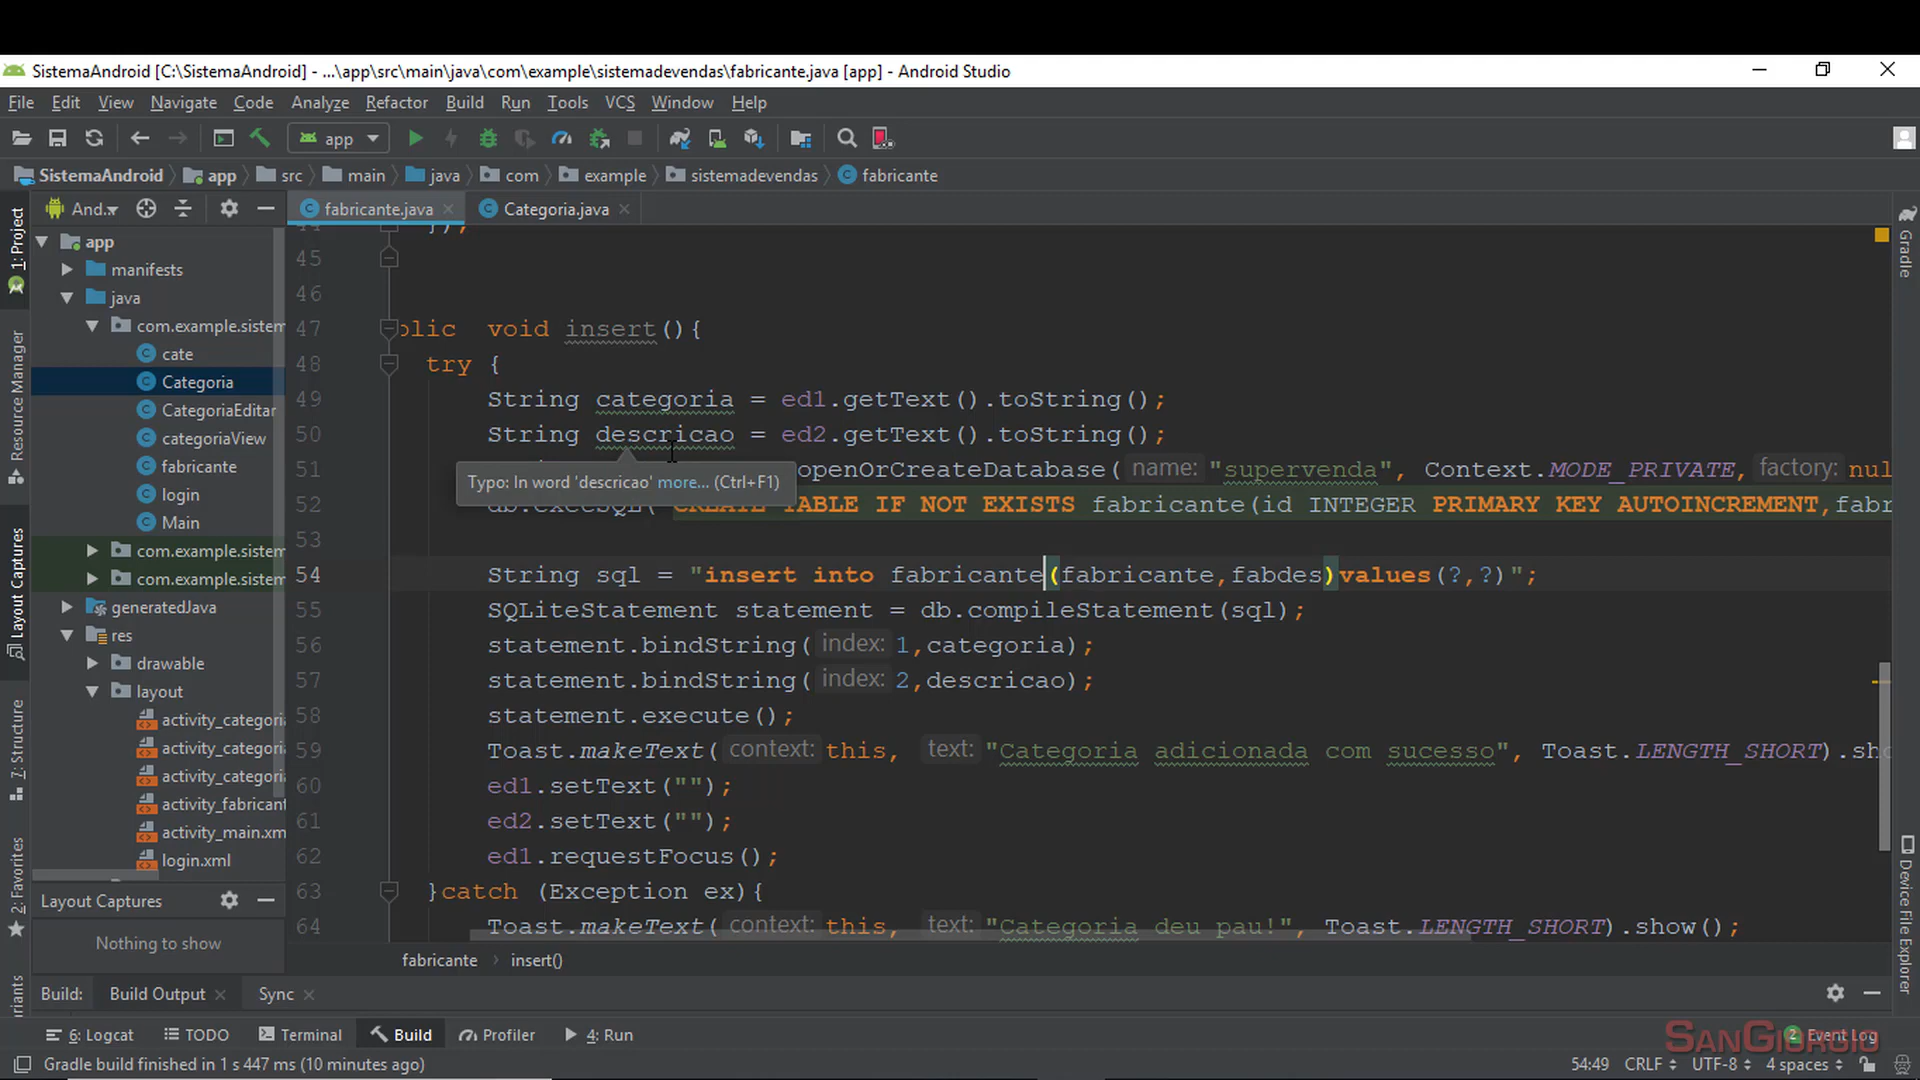 SistemaAndroid [C:\SistemaAndroid] - ...\app\src\main\java\com\example\sistemadevendas\fabricante.java [app] - Android Studio
File Edit View Navigate Code Analyze Refactor Build Run Tools VCS Window Help
app
SistemaAndroid app src main java com example sistemadevendas fabricante
And.. fabricante.java Categoria.java
1: Project
Resource Manager
Layout Captures
7: Structure
2: Favorites
app
manifests
java
com.example.sistem
cate
Categoria
CategoriaEditar
categoriaView
fabricante
login
Main
com.example.sistem
com.example.sistem
generatedJava
res
drawable
layout
activity_categori
activity_categori
activity_categori
activity_fabricant
activity_main.xm
login.xml
Layout Captures
Nothing to show
44 });
45
46
47 olic void insert(){
48 try {
49 String categoria = ed1.getText().toString();
50 String descricao = ed2.getText().toString();
51 openOrCreateDatabase( name: "supervenda", Context.MODE_PRIVATE, factory: nul
Typo: In word 'descricao' more... (Ctrl+F1)
52 db.execSQL( CREATE TABLE IF NOT EXISTS fabricante(id INTEGER PRIMARY KEY AUTOINCREMENT,fabr
53
54 String sql = "insert into fabricante(fabricante,fabdes)values(?,?)";
55 SQLiteStatement statement = db.compileStatement(sql);
56 statement.bindString( index: 1,categoria);
57 statement.bindString( index: 2,descricao);
58 statement.execute();
59 Toast.makeText( context: this, text: "Categoria adicionada com sucesso", Toast.LENGTH_SHORT).sho
60 ed1.setText("");
61 ed2.setText("");
62 ed1.requestFocus();
63 }catch (Exception ex){
64 Toast.makeText( context: this, text: "Categoria deu pau!", Toast.LENGTH_SHORT).show();
fabricante insert()
Gradle
Device File Explorer
Build: Build Output Sync
6: Logcat TODO Terminal Build Profiler 4: Run 2 Event Log
SANGIORGIO
Gradle build finished in 1 s 447 ms (10 minutes ago) 54:49 CRLF UTF-8 4 spaces